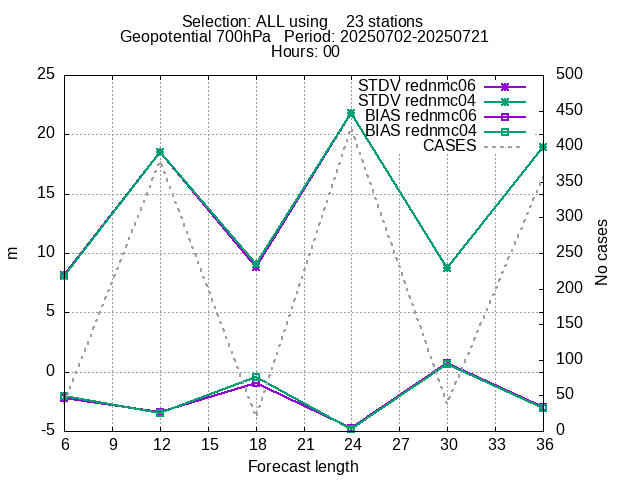 Selection: ALL using    23 stations
Geopotential 700hPa   Period: 20250702-20250721
Hours: 00
STDV rednmc06
STDV rednmc04
BIAS rednmc06
BIAS rednmc04
CASES
25
20
15
10
5
0
-5
m
500
450
400
350
300
250
200
150
100
50
0
No cases
6 9 12 15 18 21 24 27 30 33 36
Forecast length